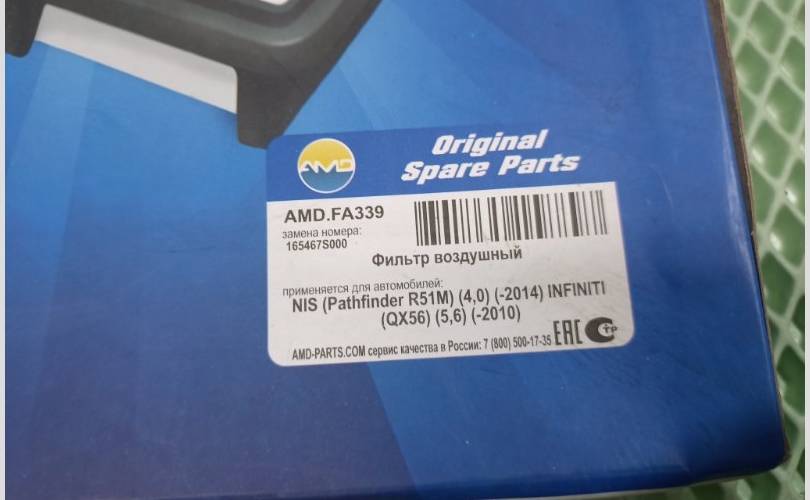 AMD
Original
Spare Parts
AMD.FA339
замена номера:
165467S000
Фильтр воздушный
применяется для автомобилей:
NIS (Pathfinder R51M) (4,0) (-2014) INFINITI
(QX56) (5,6) (-2010)
AMD-PARTS.COM сервис качества в России: 7 (800) 500-17-35 EAC СТР